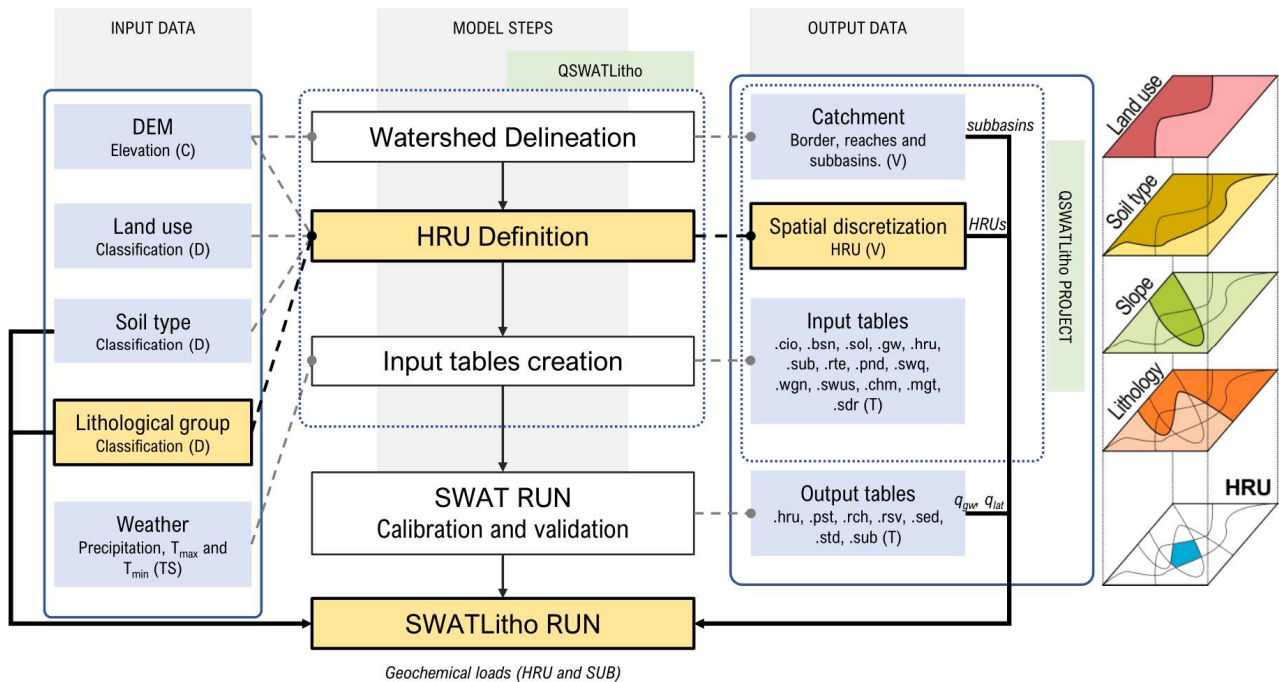 INPUT DATA
MODEL STEPS
OUTPUT DATA
QSWATLitho
DEM
Elevation (C)
Land use
Classification (D)
Soil type
Classification (D)
Lithological group
Classification (D)
Weather
Precipitation, Tmax and
Tmin (TS)
Watershed Delineation
HRU Definition
Input tables creation
SWAT RUN
Calibration and validation
SWATLitho RUN
Geochemical loads (HRU and SUB)
Catchment
Border, reaches and
subbasins. (V)
subbasins
Spatial discretization
HRU (V)
HRUs
Input tables
.cio, .bsn, .sol, .gw, .hru,
.sub, .rte, .pnd, .swq,
.wgn, .swus, .chm, .mgt,
.sdr (T)
Output tables
.hru, .pst, .rch, .rsv, .sed,
.std, .sub (T)
qgw, qlat
QSWATLitho PROJECT
Land use
Soil type
Slope
Lithology
HRU